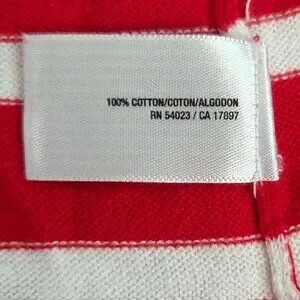 100% COTTON/COTON/ALGODON
RN 54023 / CA 17897